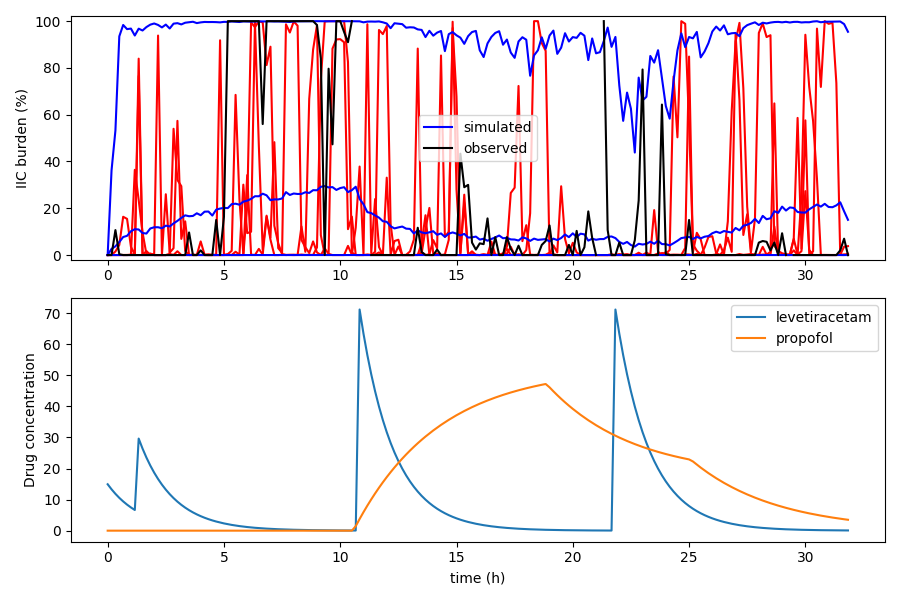 100
80
60
40
20
0
IIC burden (%)
simulated
observed
0 5 10 15 20 25 30
70
60
50
40
30
20
10
0
Drug concentration
levetiracetam
propofol
0 5 10 15 20 25 30
time (h)